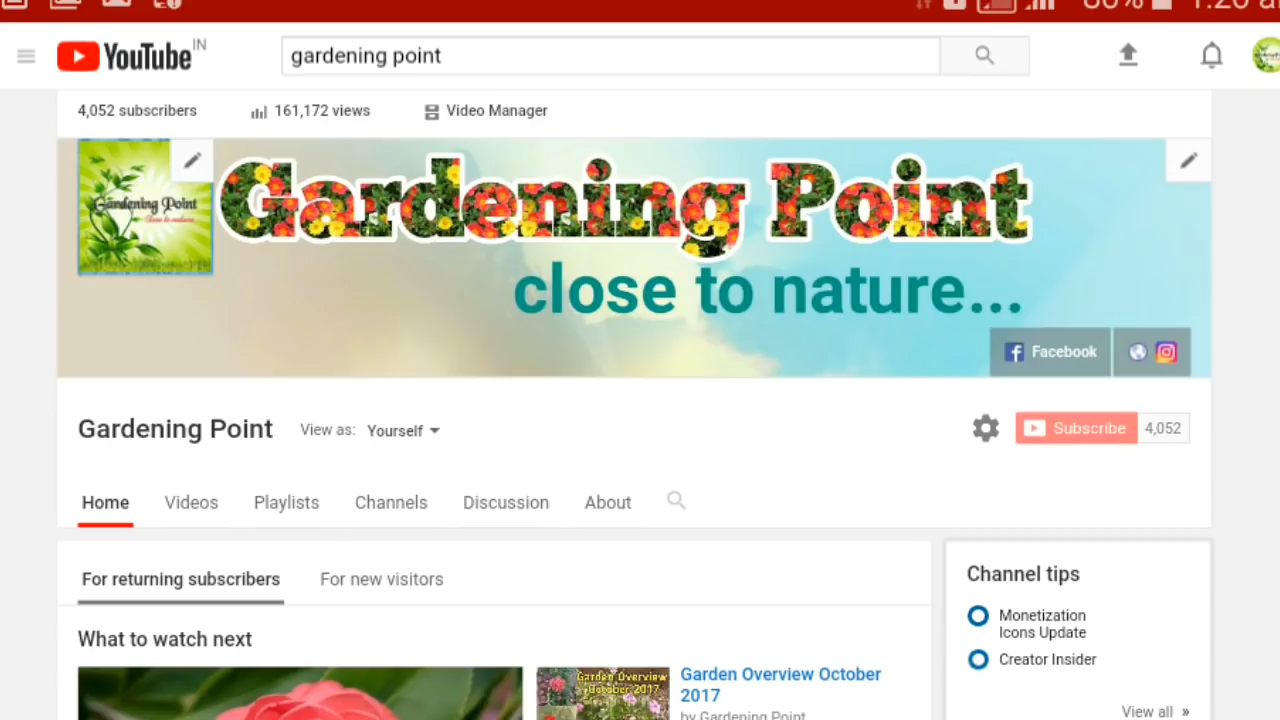 YouTube IN
gardening point
4,052 subscribers
161,172 views
Video Manager
Gardening Point
Close to nature
Gardening Point
close to nature...
Facebook
Gardening Point
View as: Yourself
Subscribe 4,052
Home Videos Playlists Channels Discussion About
For returning subscribers For new visitors
What to watch next
Garden Overview
October 2017
Garden Overview October
2017
by Gardening Point
Channel tips
Monetization
Icons Update
Creator Insider
View all »